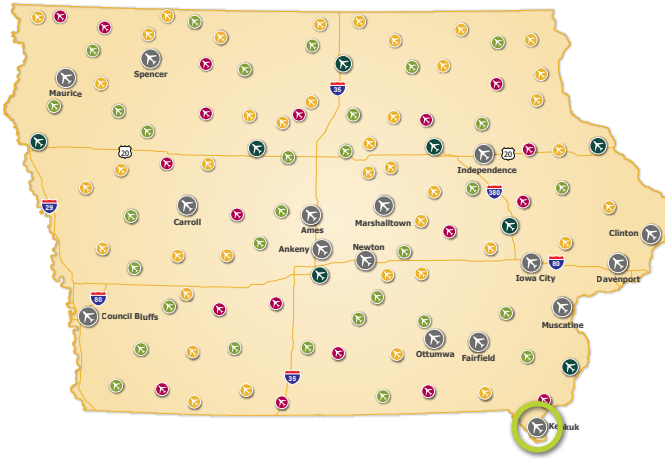 Spencer
Maurice
35
20
20
Independence
380
29
Carroll
Ames
Marshalltown
Clinton
Ankeny
Newton
Iowa City
80
Davenport
80
Council Bluffs
Muscatine
Ottumwa
Fairfield
35
Keokuk